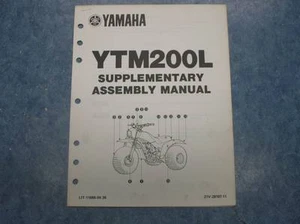 YAMAHA
YTM200L
SUPPLEMENTARY
ASSEMBLY MANUAL